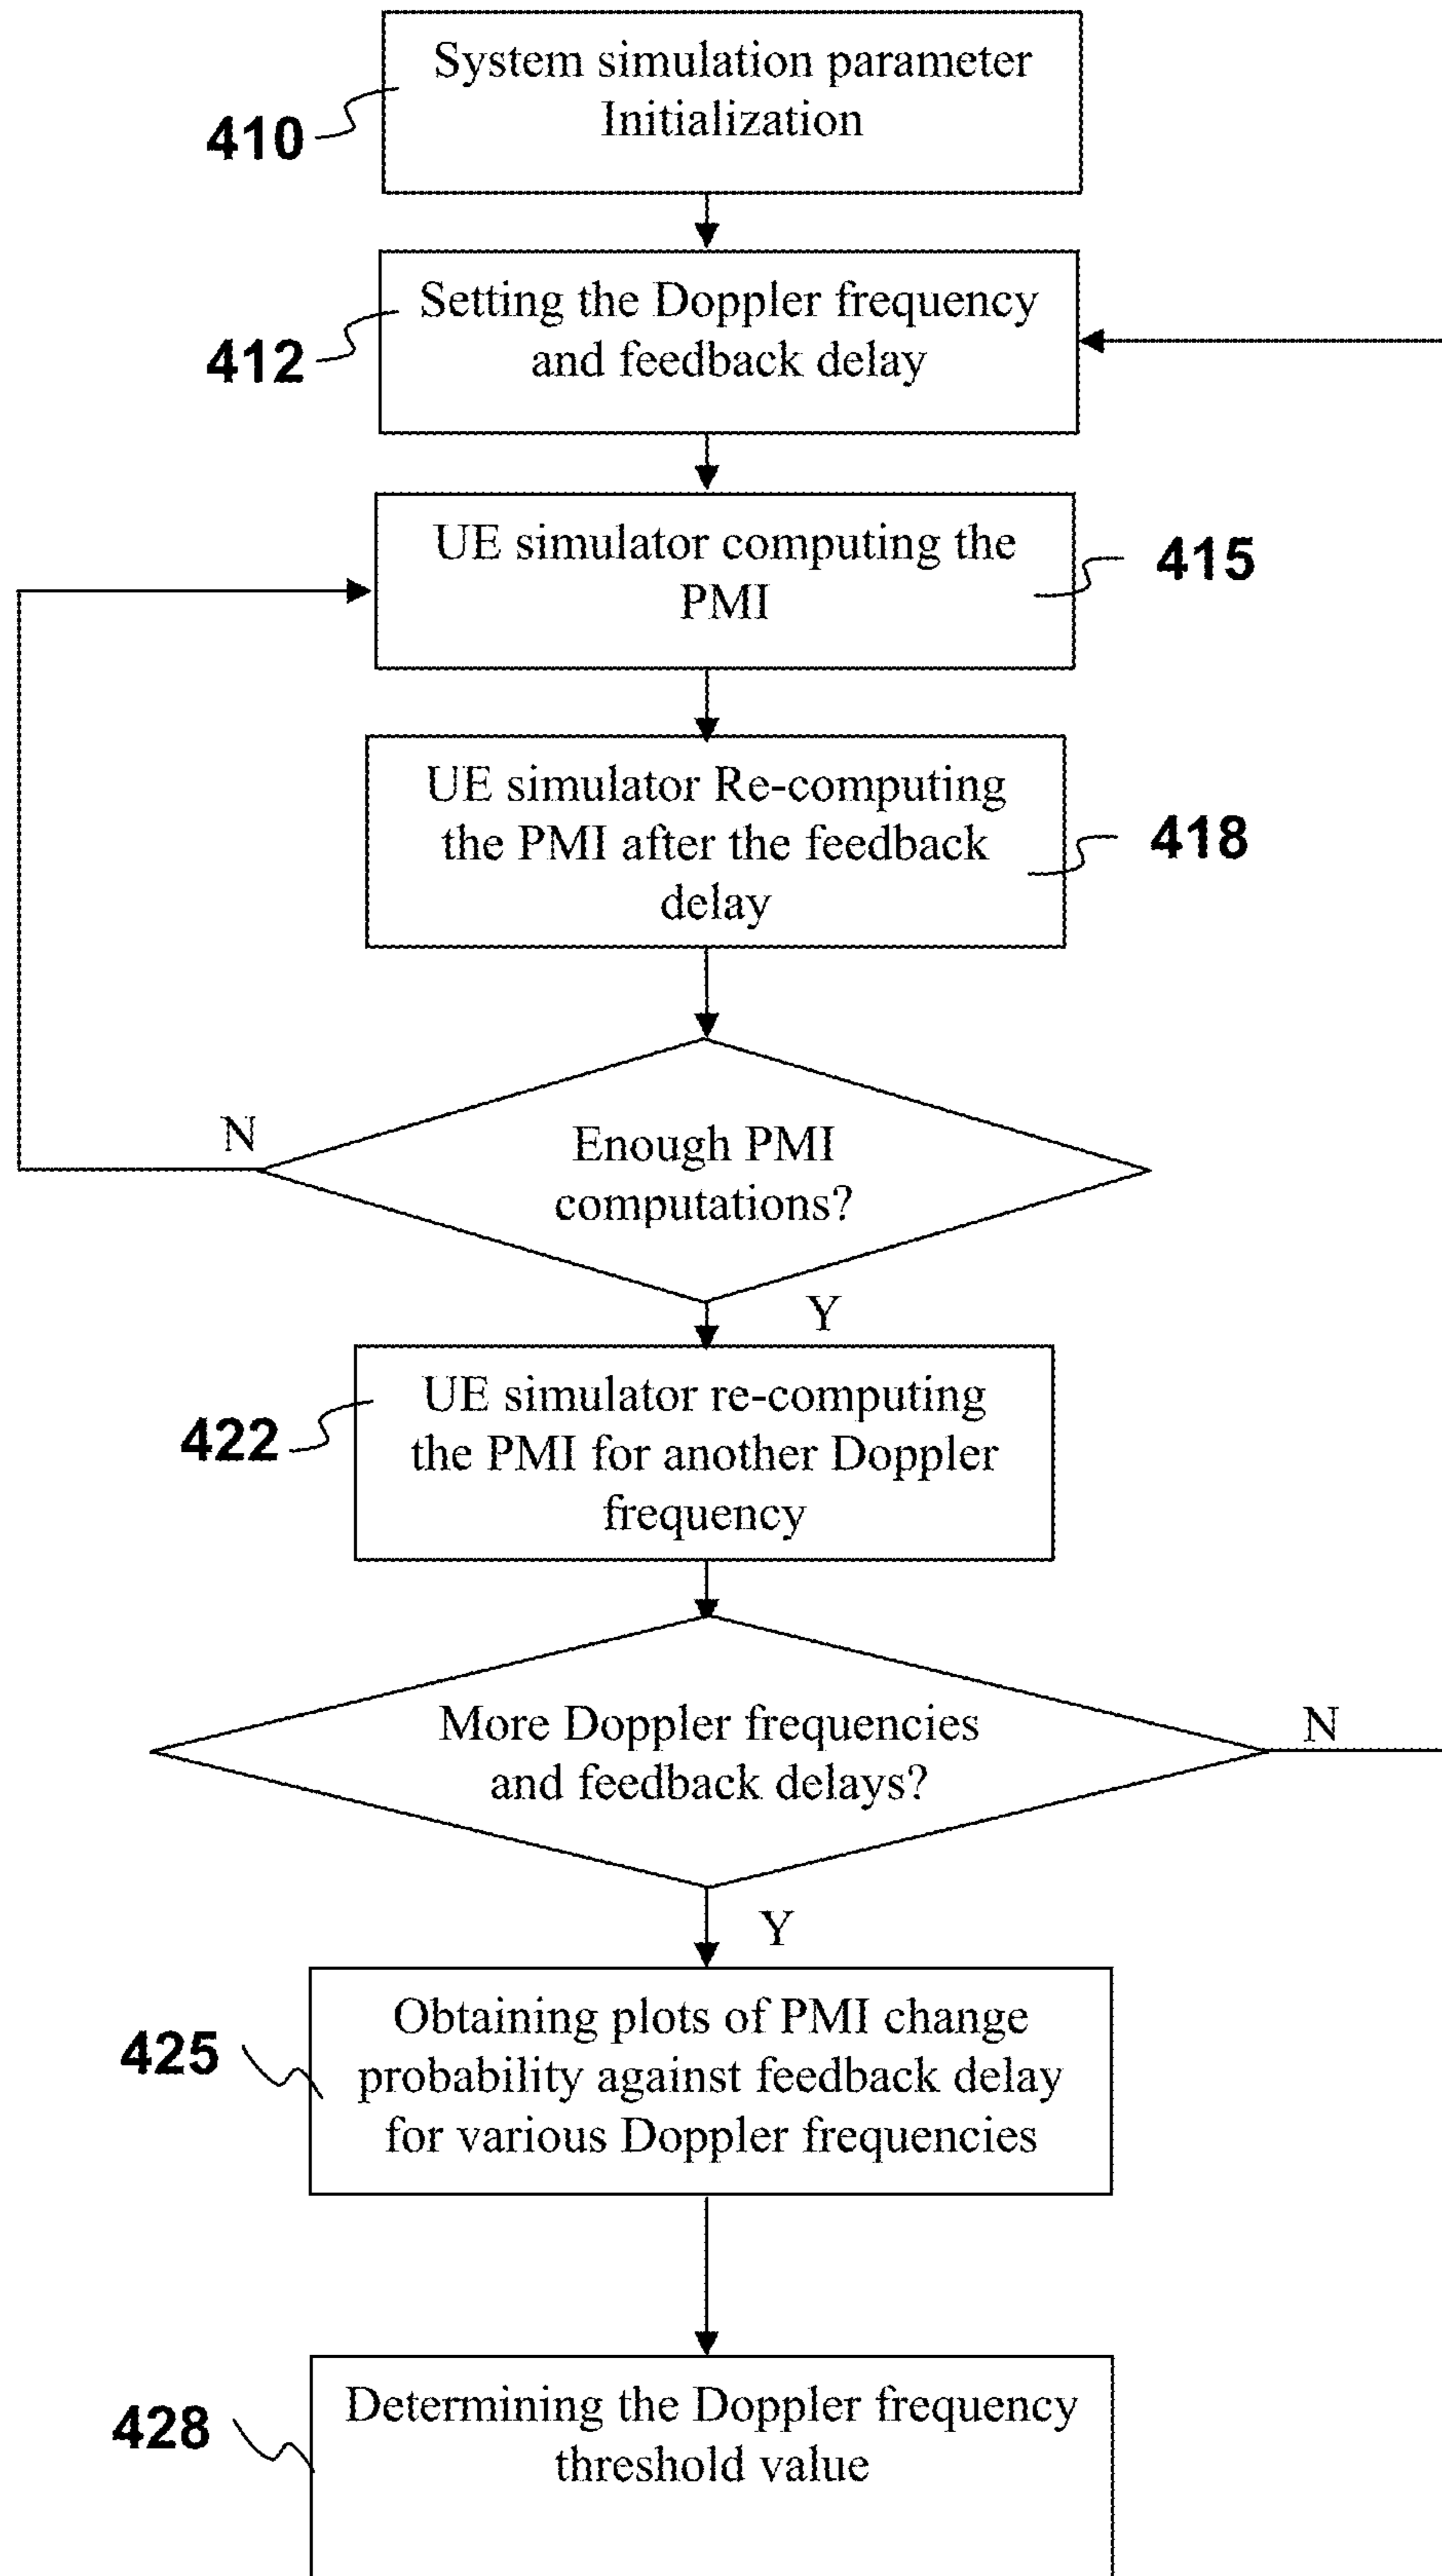 System simulation parameter
Initialization
410
Setting the Doppler frequency
and feedback delay
412
UE simulator computing the
PMI
415
UE simulator Re-computing
the PMI after the feedback
delay
418
N
Enough PMI
computations?
Y
UE simulator re-computing
the PMI for another Doppler
frequency
422
More Doppler frequencies
and feedback delays?
N
Y
Obtaining plots of PMI change
probability against feedback delay
for various Doppler frequencies
425
Determining the Doppler frequency
threshold value
428